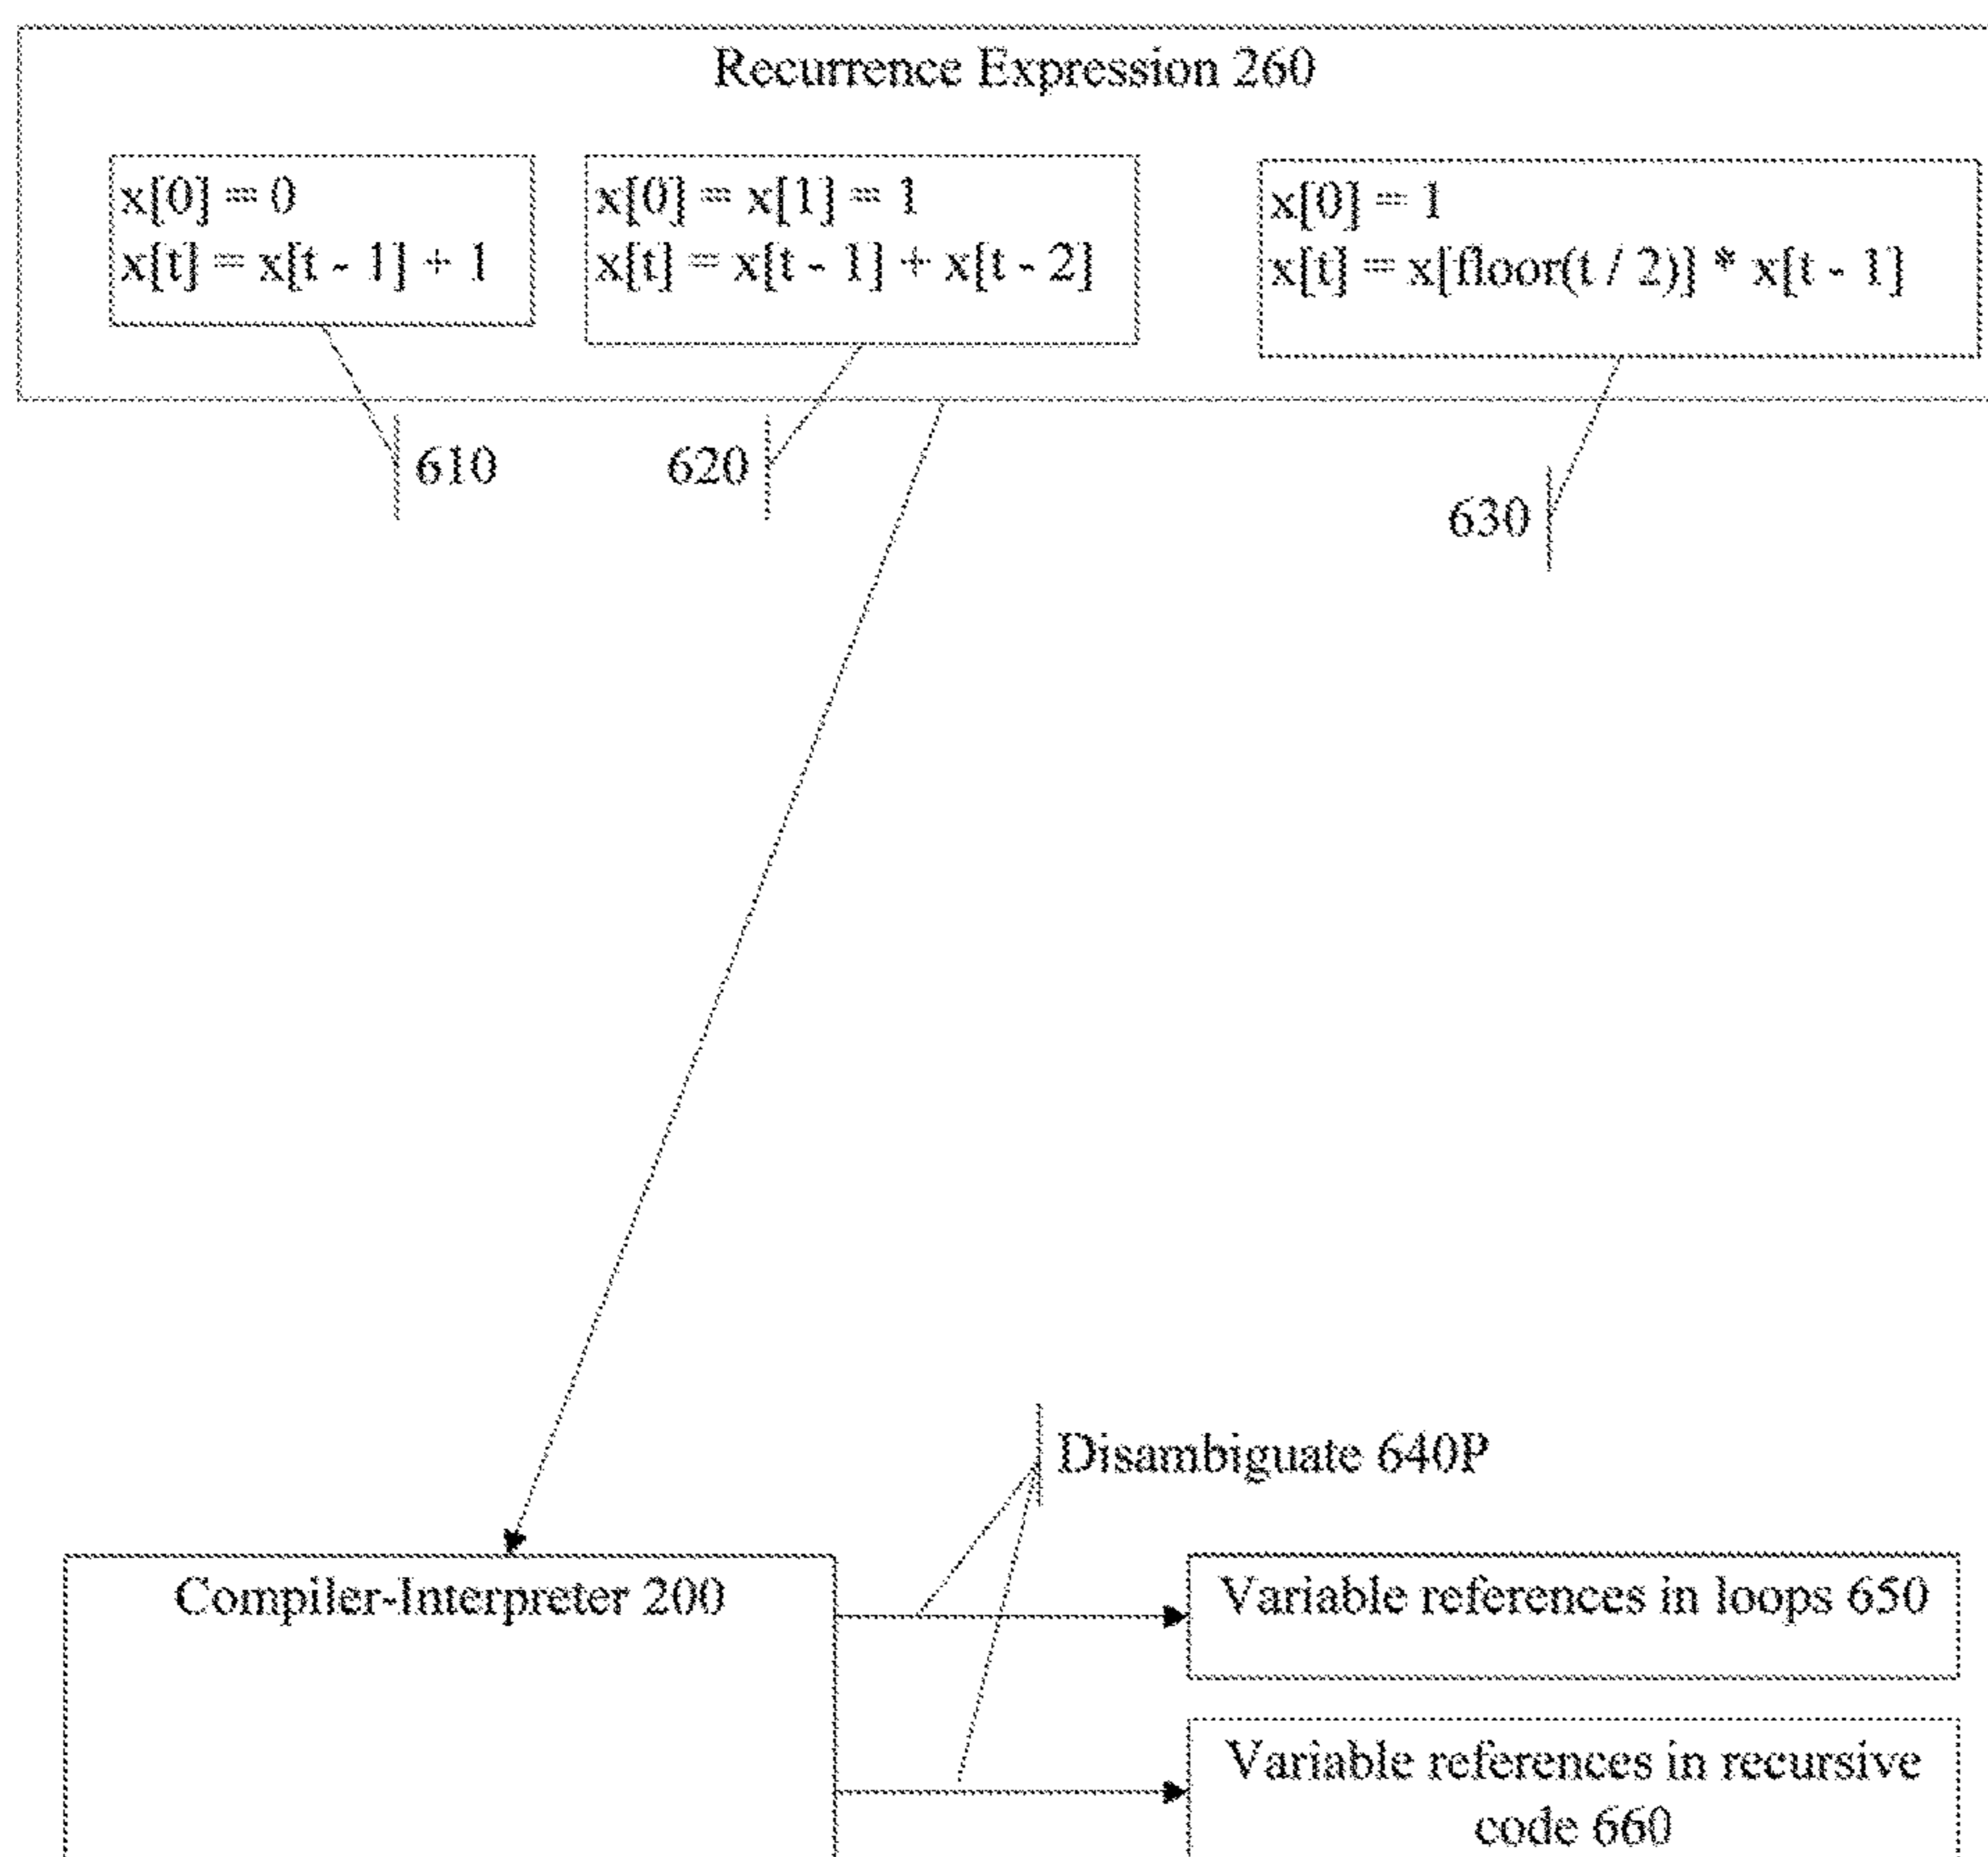 Recurrence Expression 260
x[0] = 0
x[t] = x[t - 1] + 1
x[0] = x[1] = 1
x[t] = x[t - 1] + x[t - 2]
x[0] = 1
x[t] = x[floor(t / 2)] * x[t - 1]
610
620
630
Disambiguate 640P
Compiler-Interpreter 200
Variable references in loops 650
Variable references in recursive
code 660